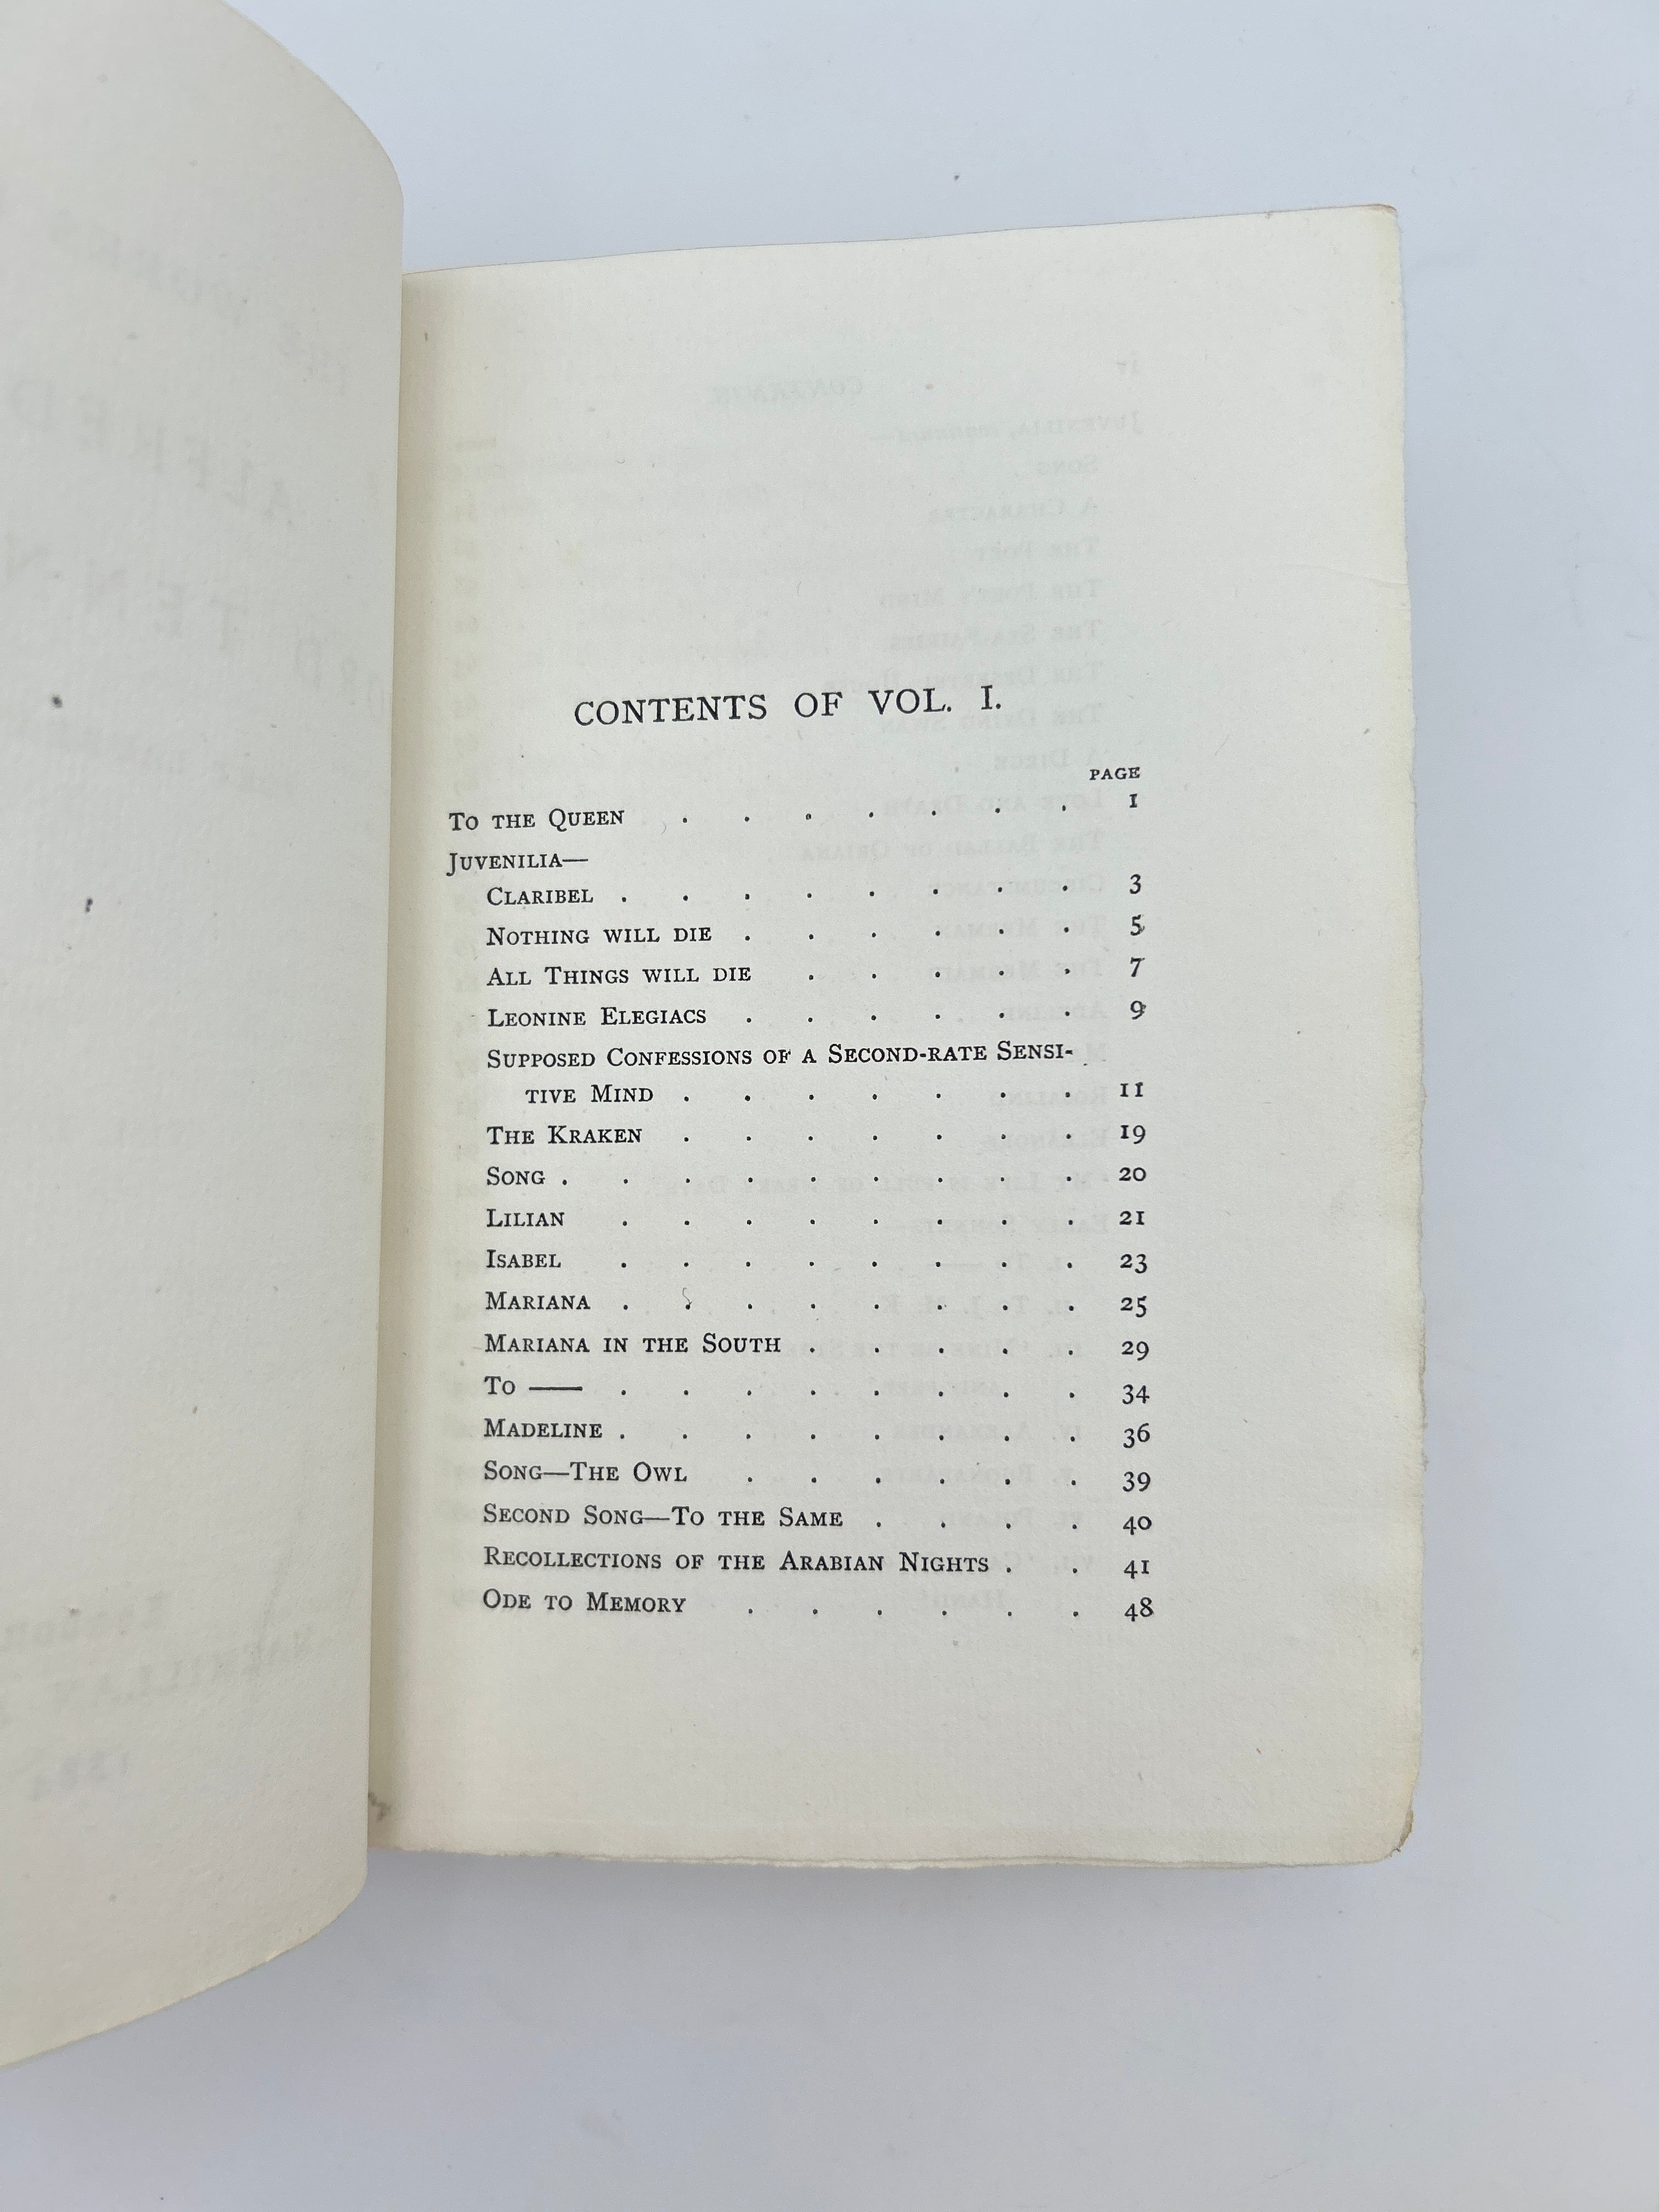 CONTENTS OF VOL. I.
PAGE
TO THE QUEEN . . . . . . . 1
JUVENILIA—
CLARIBEL . . . . . . . . 3
NOTHING WILL DIE . . . . . . 5
ALL THINGS WILL DIE . . . . . 7
LEONINE ELEGIACS . . . . . . 9
SUPPOSED CONFESSIONS OF A SECOND-RATE SENSI-
TIVE MIND . . . . . . . 11
THE KRAKEN . . . . . . . 19
SONG . . . . . . . . . 20
LILIAN . . . . . . . . 21
ISABEL . . . . . . . . 23
MARIANA . . . . . . . . 25
MARIANA IN THE SOUTH . . . . . 29
TO —— . . . . . . . . 34
MADELINE . . . . . . . . 36
SONG—THE OWL . . . . . . 39
SECOND SONG—TO THE SAME . . . . 40
RECOLLECTIONS OF THE ARABIAN NIGHTS . . 41
ODE TO MEMORY . . . . . . 48